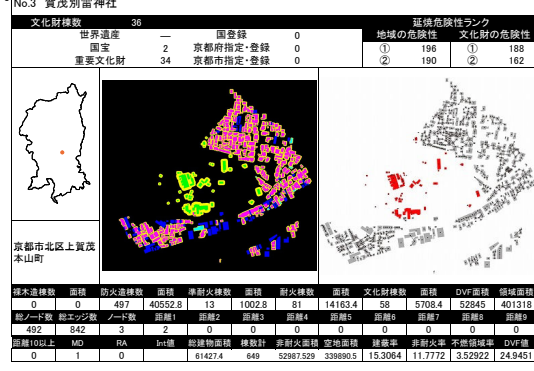 No.3 賀茂別雷神社
文化財棟数 36 延焼危険性ランク
世界遺産 ― 国登録 0 地域の危険性 文化財の危険性
国宝 2 京都府指定・登録 0 ① 196 ① 188
重要文化財 34 京都市指定・登録 0 ② 190 ② 162
京都市北区上賀茂
本山町
裸木造棟数 面積 防火造棟数 面積 準耐火棟数 面積 耐火棟数 面積 文化財棟数 面積 DVF面積 領域面積
0 0 497 40552.8 13 1002.8 81 14163.4 58 5708.4 52845 401318
総ノード数 総エッジ数 ノード数 距離1 距離2 距離3 距離4 距離5 距離6 距離7 距離8 距離9
492 842 3 2 0 0 0 0 0 0 0 0
距離10以上 MD RA Int値 総建物面積 棟数計 非耐火面積 空地面積 建蔽率 非耐火率 不燃領域率 DVF値
0 1 0 61427.4 649 52987.529 339890.5 15.3064 11.7772 3.52922 24.9451